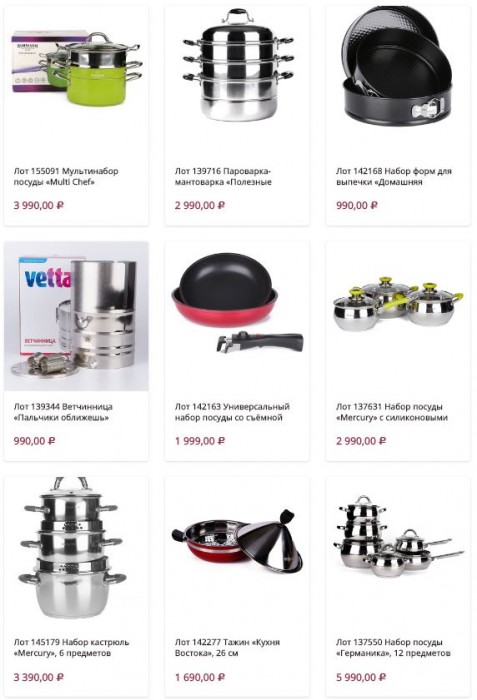 vetta
ВЕТЧИННИЦА
Лот 155091 Мультинабор
посуды «Multi Chef»
3 990,00 ₽
Лот 139716 Пароварка-
мантоварка «Полезные
2 990,00 ₽
Лот 142168 Набор форм для
выпечки «Домашняя
990,00 ₽
Лот 139344 Ветчинница
«Пальчики оближешь»
990,00 ₽
Лот 142163 Универсальный
набор посуды со съёмной
1 999,00 ₽
Лот 137631 Набор посуды
«Mercury» с силиконовыми
2 990,00 ₽
Лот 145179 Набор кастрюль
«Mercury», 6 предметов
3 390,00 ₽
Лот 142277 Тажин «Кухня
Востока», 26 см
1 690,00 ₽
Лот 137550 Набор посуды
«Германика», 12 предметов
5 990,00 ₽